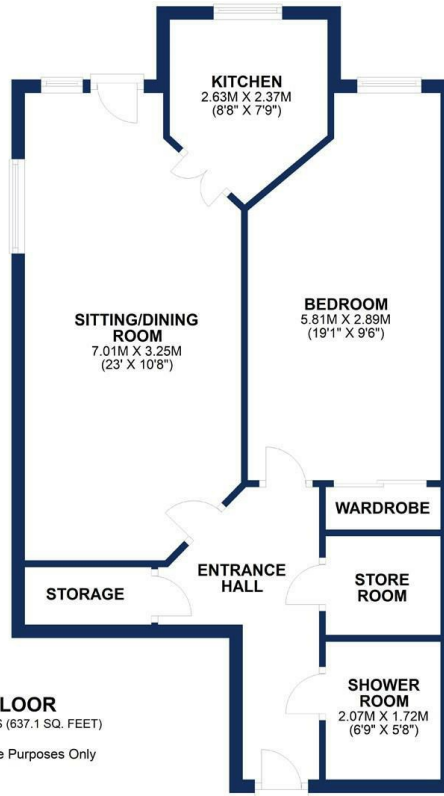 KITCHEN
2.63M X 2.37M
(8'8" X 7'9")
BEDROOM
5.81M X 2.89M
(19'1" X 9'6")
SITTING/DINING
ROOM
7.01M X 3.25M
(23' X 10'8")
WARDROBE
ENTRANCE
HALL
STORAGE
STORE
ROOM
SHOWER
ROOM
2.07M X 1.72M
(6'9" X 5'8")
LOOR
S (637.1 SQ. FEET)
e Purposes Only